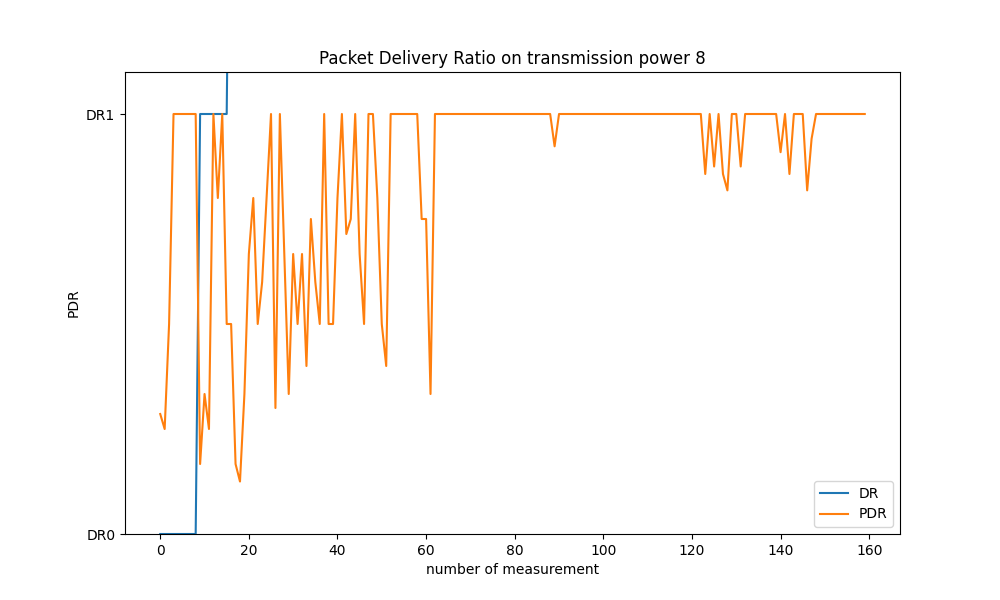 Packet Delivery Ratio on transmission power 8
DR1
PDR
DR0
DR
PDR
0 20 40 60 80 100 120 140 160
number of measurement